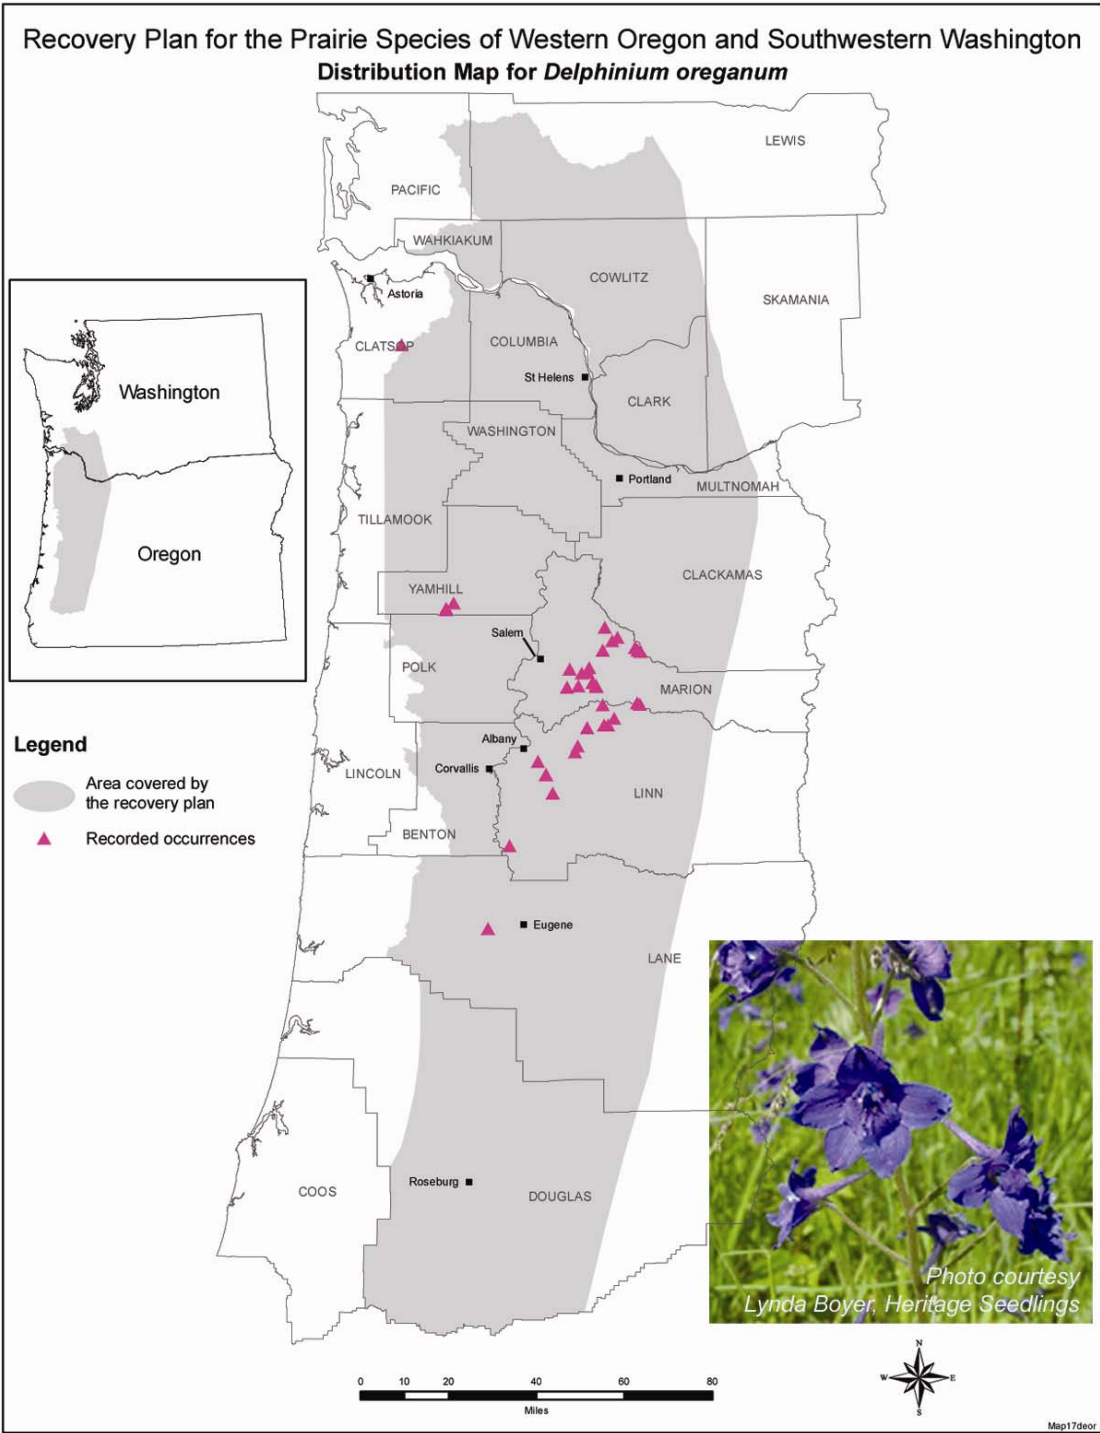 Recovery Plan for the Prairie Species of Western Oregon and Southwestern Washington
Distribution Map for Delphinium oreganum
LEWIS
PACIFIC
WAHKIAKUM
COWLITZ
SKAMANIA
Astoria
CLATSOP
COLUMBIA
St Helens
CLARK
WASHINGTON
Portland
MULTNOMAH
TILLAMOOK
CLACKAMAS
YAMHILL
Salem
POLK
MARION
Albany
Corvallis
LINCOLN
LINN
BENTON
Eugene
LANE
Roseburg
COOS
DOUGLAS
Washington
Oregon
Legend
Area covered by
the recovery plan
Recorded occurrences
Photo courtesy
Lynda Boyer, Heritage Seedlings
0 10 20 40 60 80
Miles
N
W E
S
Map17deor